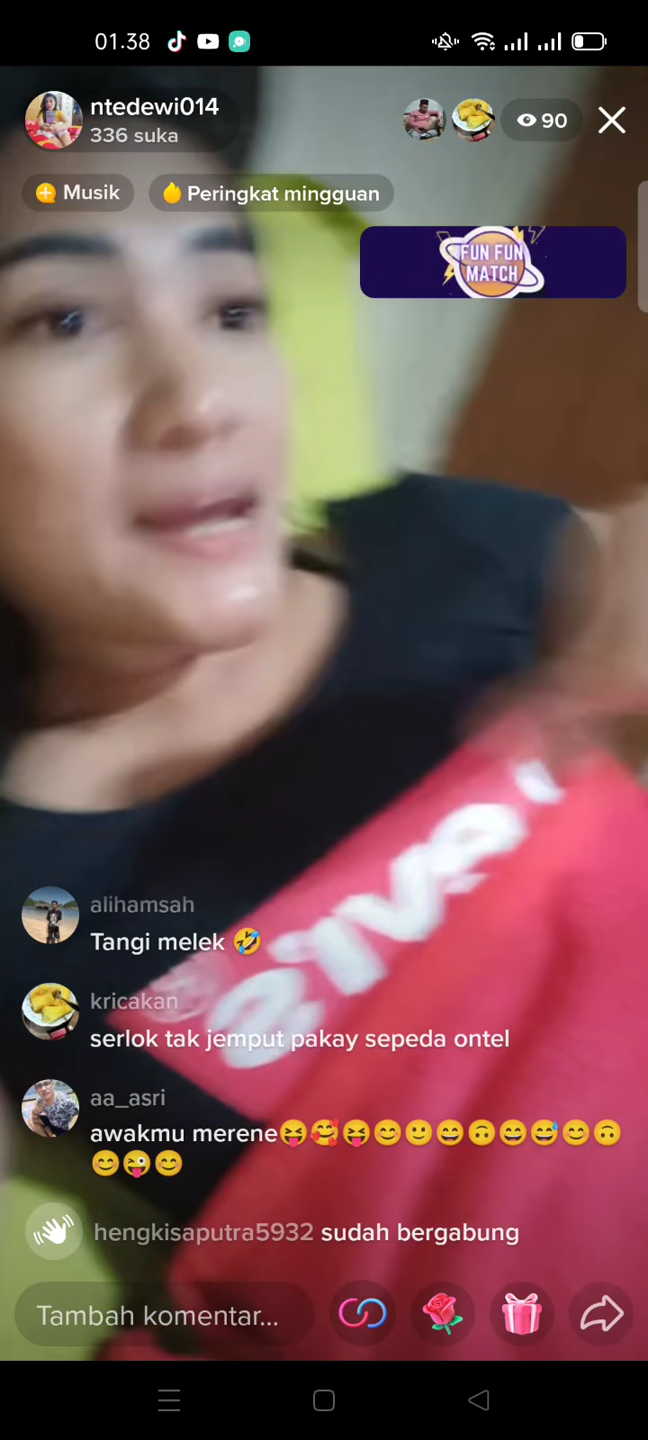 01.38
ntedewi014
336 suka
90
Musik
Peringkat mingguan
FUN FUN
MATCH
alihamsah
Tangi melek 🤣
kricakan
serlok tak jemput pakay sepeda ontel
aa_asri
awakmu merene😝🥰😝😊🙂😄🙃😄😅😊🙃
😊😜😊
hengkisaputra5932 sudah bergabung
Tambah komentar...